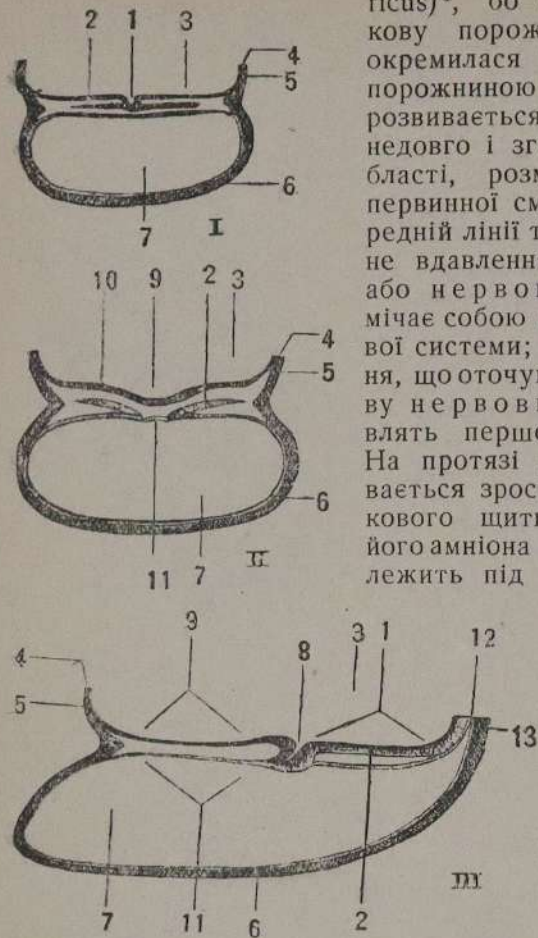 ricus)
кову порож
окремилася
порожниною
розвивається
недовго і зг
бласті, розм
первинної см
редній лінії т
не вдавленн
або нерво
мічає собою
вої системи;
ня, що оточу
ву нервов
влять перш
На протязі
вається зрос
кового щит
його амніона
лежить під
2 1 3
4
5
6
7 I
10 9 2 3
4
5
6
11 7 II
9 3 1 12
8
4
5
13
III
7 11 6 2